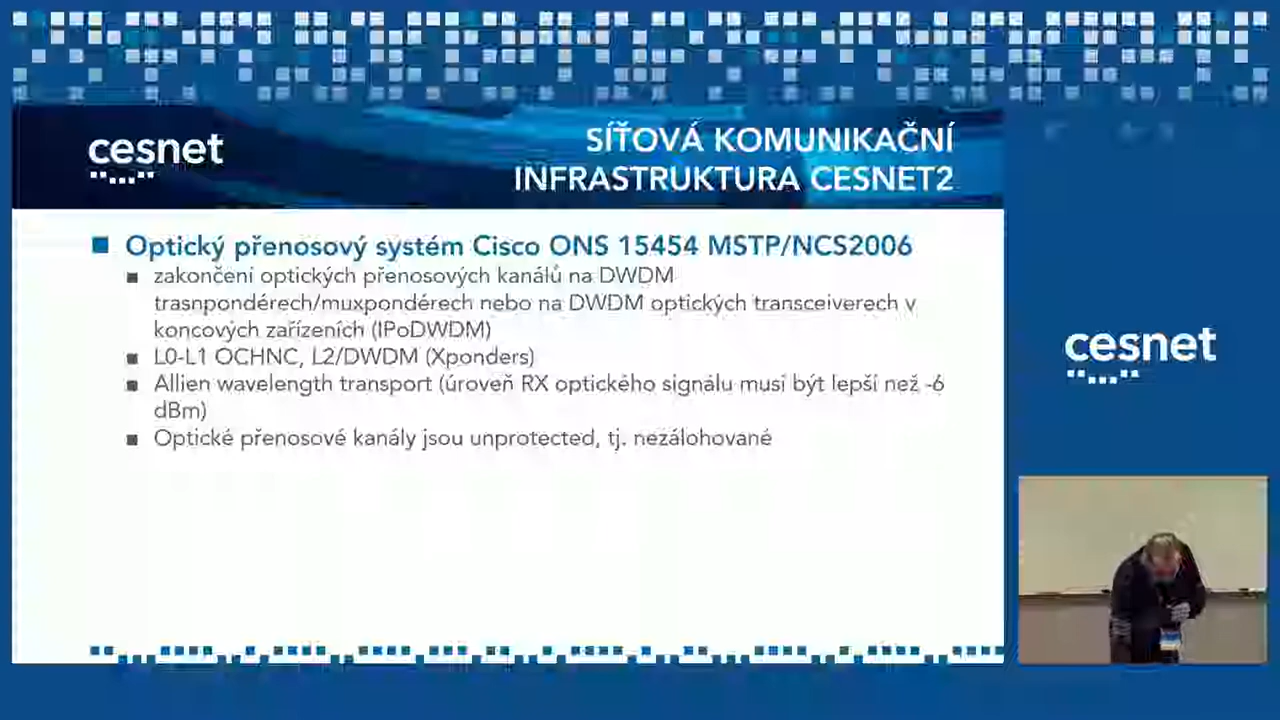 cesnet
SÍŤOVÁ KOMUNIKAČNÍ
INFRASTRUKTURA CESNET2
Optický přenosový systém Cisco ONS 15454 MSTP/NCS2006
zakončení optických přenosových kanálů na DWDM
trasnpondérech/muxpondérech nebo na DWDM optických transceiverech v
koncových zařízeních (IPoDWDM)
L0-L1 OCHNC, L2/DWDM (Xponders)
Allien wavelength transport (úroveň RX optického signálu musí být lepší než -6
dBm)
Optické přenosové kanály jsou unprotected, tj. nezálohované
cesnet